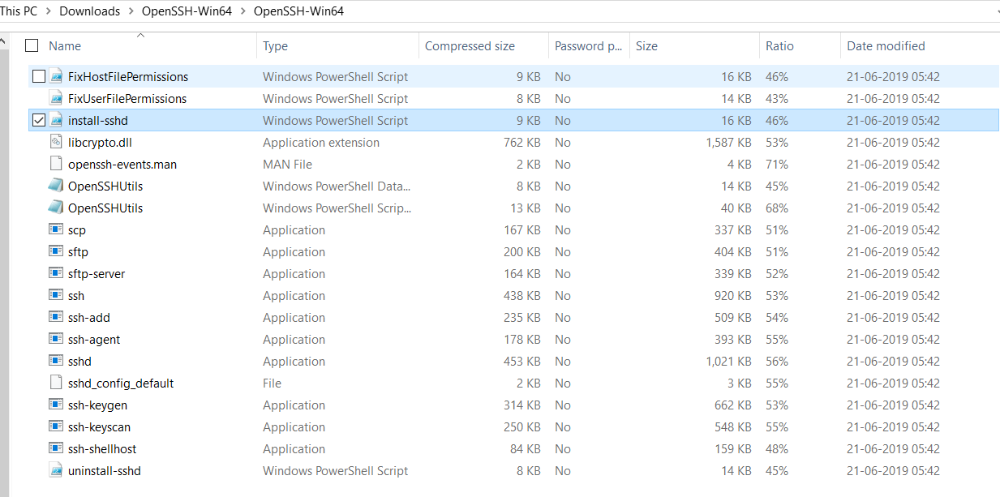 This PC > Downloads > OpenSSH-Win64 > OpenSSH-Win64
Name Type Compressed size Password p... Size Ratio Date modified
FixHostFilePermissions Windows PowerShell Script 9 KB No 16 KB 46% 21-06-2019 05:42
FixUserFilePermissions Windows PowerShell Script 8 KB No 14 KB 43% 21-06-2019 05:42
install-sshd Windows PowerShell Script 9 KB No 16 KB 46% 21-06-2019 05:42
libcrypto.dll Application extension 762 KB No 1,587 KB 53% 21-06-2019 05:42
openssh-events.man MAN File 2 KB No 4 KB 71% 21-06-2019 05:42
OpenSSHUtils Windows PowerShell Data... 8 KB No 14 KB 45% 21-06-2019 05:42
OpenSSHUtils Windows PowerShell Scrip... 13 KB No 40 KB 68% 21-06-2019 05:42
scp Application 167 KB No 337 KB 51% 21-06-2019 05:42
sftp Application 200 KB No 404 KB 51% 21-06-2019 05:42
sftp-server Application 164 KB No 339 KB 52% 21-06-2019 05:42
ssh Application 438 KB No 920 KB 53% 21-06-2019 05:42
ssh-add Application 235 KB No 509 KB 54% 21-06-2019 05:42
ssh-agent Application 178 KB No 393 KB 55% 21-06-2019 05:42
sshd Application 453 KB No 1,021 KB 56% 21-06-2019 05:42
sshd_config_default File 2 KB No 3 KB 55% 21-06-2019 05:42
ssh-keygen Application 314 KB No 662 KB 53% 21-06-2019 05:42
ssh-keyscan Application 250 KB No 548 KB 55% 21-06-2019 05:42
ssh-shellhost Application 84 KB No 159 KB 48% 21-06-2019 05:42
uninstall-sshd Windows PowerShell Script 8 KB No 14 KB 45% 21-06-2019 05:42